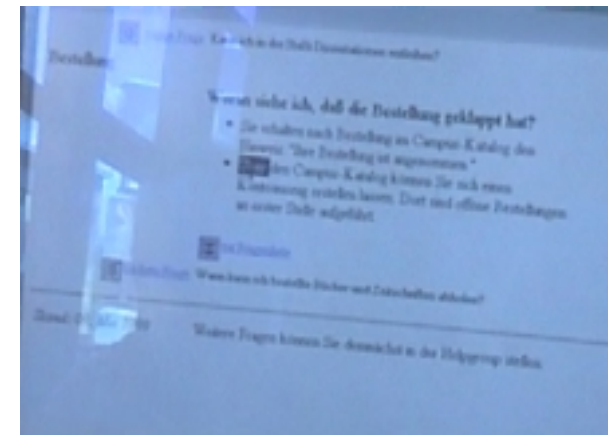 Kann ich in der StaBi Dissertationen entleihen?
Bestellung
Woran sehe ich, daß die Bestellung geklappt hat?
Sie erhalten nach Bestellung im Campus-Katalog den
Hinweis: "Ihre Bestellung ist angenommen."
Über den Campus-Katalog können Sie sich einen
Kontoauszug erstellen lassen. Dort sind offene Bestellungen
an erster Stelle aufgeführt.
Wann kann ich bestellte Bücher und Zeitschriften abholen?
Stand:
Weitere Fragen können Sie demnächst in der Helpgroup stellen.